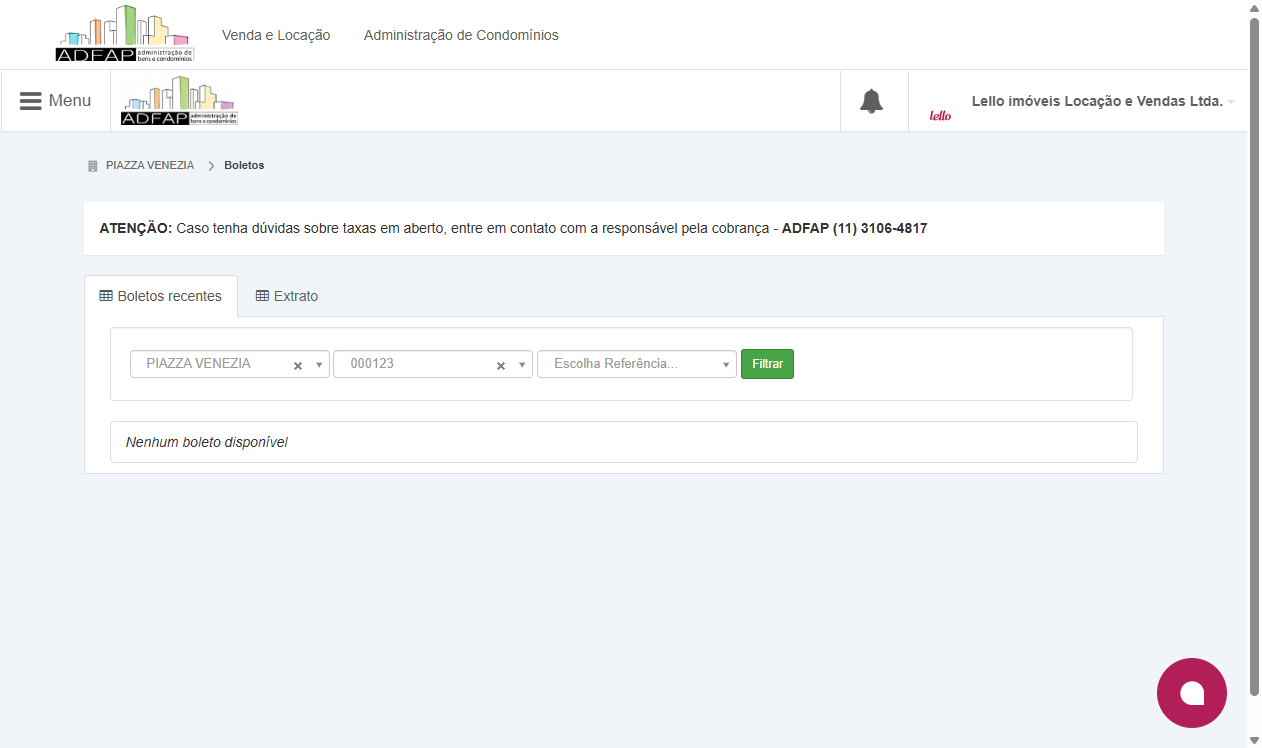 ADFAP administração de bens e condomínios
Venda e Locação
Administração de Condomínios
Menu
ADFAP administração de bens e condomínios
lello
Lello imóveis Locação e Vendas Ltda.
PIAZZA VENEZIA > Boletos
ATENÇÃO: Caso tenha dúvidas sobre taxas em aberto, entre em contato com a responsável pela cobrança - ADFAP (11) 3106-4817
Boletos recentes
Extrato
PIAZZA VENEZIA
000123
Escolha Referência...
Filtrar
Nenhum boleto disponível